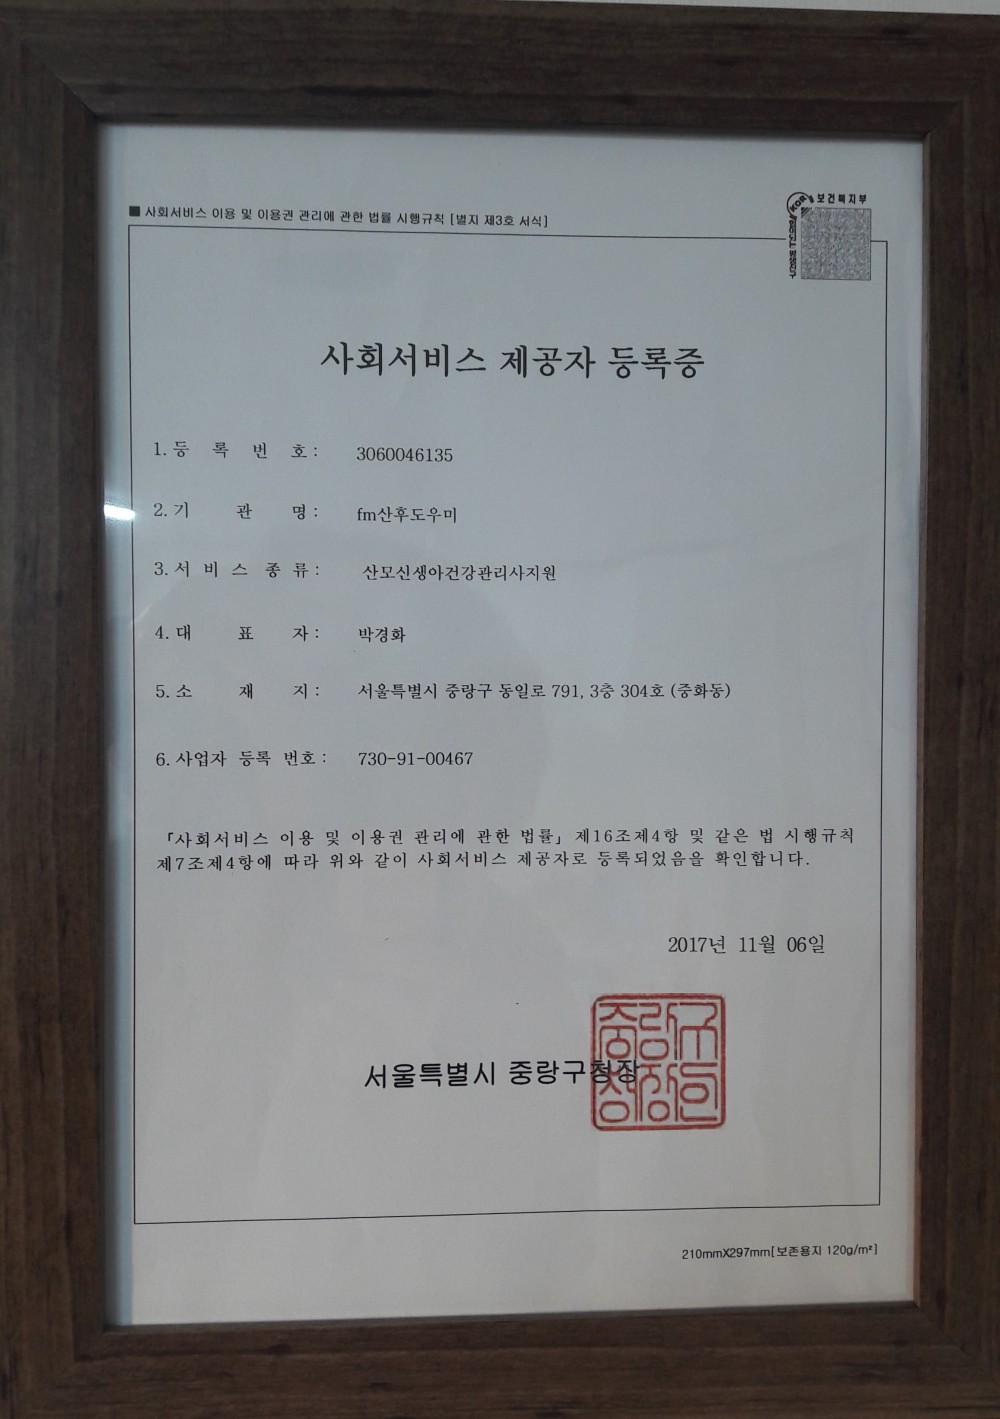 ■ 사회서비스 이용 및 이용권 관리에 관한 법률 시행규칙 [별지 제3호 서식]
보건복지부
KOR
사회서비스 제공자 등록증
1. 등 록 번 호 : 3060046135
2. 기 관 명 : fm산후도우미
3. 서 비 스 종 류 : 산모신생아건강관리사지원
4. 대 표 자 : 박경화
5. 소 재 지 : 서울특별시 중랑구 동일로 791, 3층 304호 (중화동)
6. 사업자 등록 번호 : 730-91-00467
「사회서비스 이용 및 이용권 관리에 관한 법률」 제16조제4항 및 같은 법 시행규칙
제7조제4항에 따라 위와 같이 사회서비스 제공자로 등록되었음을 확인합니다.
2017년 11월 06일
서울특별시 중랑구청장
중랑구
청장인
210mmX297mm[보존용지 120g/m²]